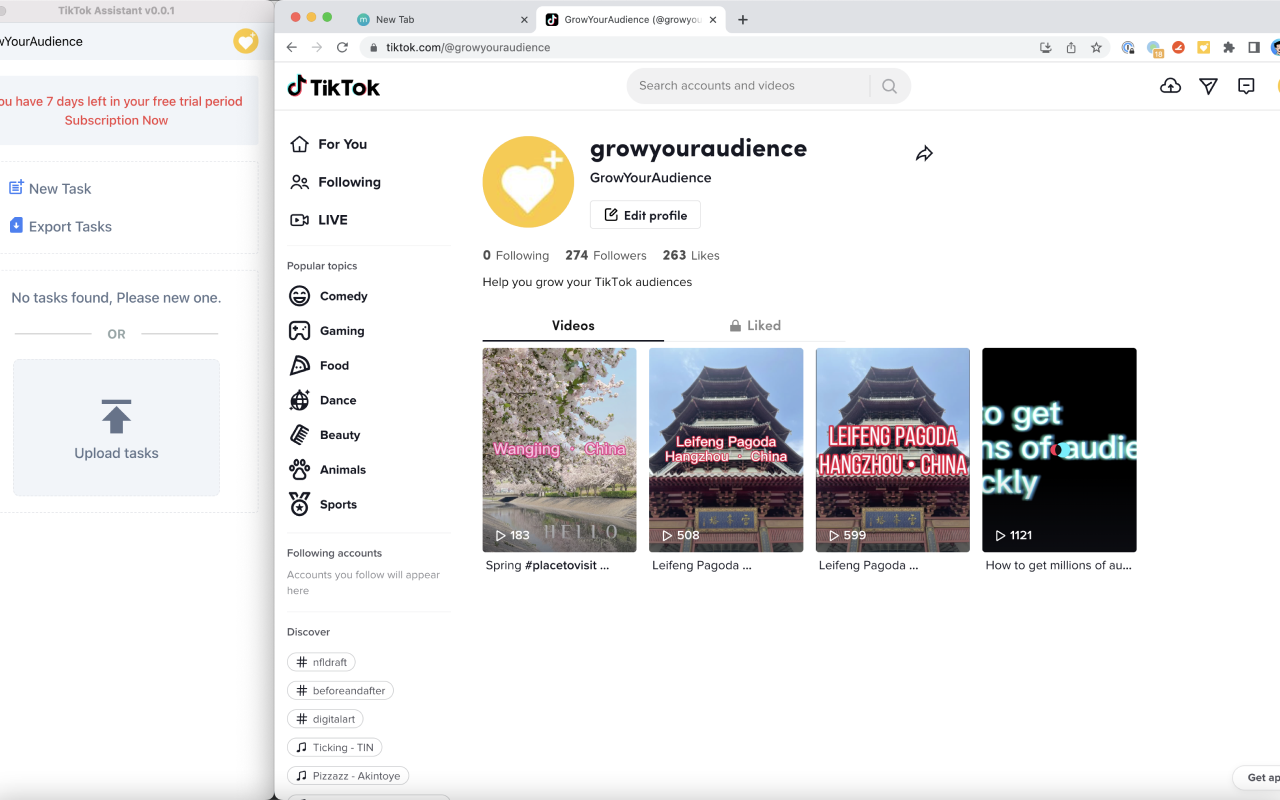 TikTok Assistant v0.0.1
wYourAudience
ou have 7 days left in your free trial period
Subscription Now
New Task
Export Tasks
No tasks found, Please new one.
OR
Upload tasks
New Tab
GrowYourAudience (@growyou
tiktok.com/@growyouraudience
18
TikTok
Search accounts and videos
For You
Following
LIVE
Popular topics
Comedy
Gaming
Food
Dance
Beauty
Animals
Sports
Following accounts
Accounts you follow will appear
here
Discover
# nfldraft
# beforeandafter
# digitalart
Ticking - TIN
Pizzazz - Akintoye
growyouraudience
GrowYourAudience
Edit profile
0 Following 274 Followers 263 Likes
Help you grow your TikTok audiences
Videos
Liked
Wangjing · China
HELLO
183
Spring #placetovisit ...
Leifeng Pagoda
Hangzhou · China
508
Leifeng Pagoda ...
LEIFENG PAGODA
HANGZHOU • CHINA
599
Leifeng Pagoda ...
to get
ns of audie
ckly
1121
How to get millions of au...
Get ap